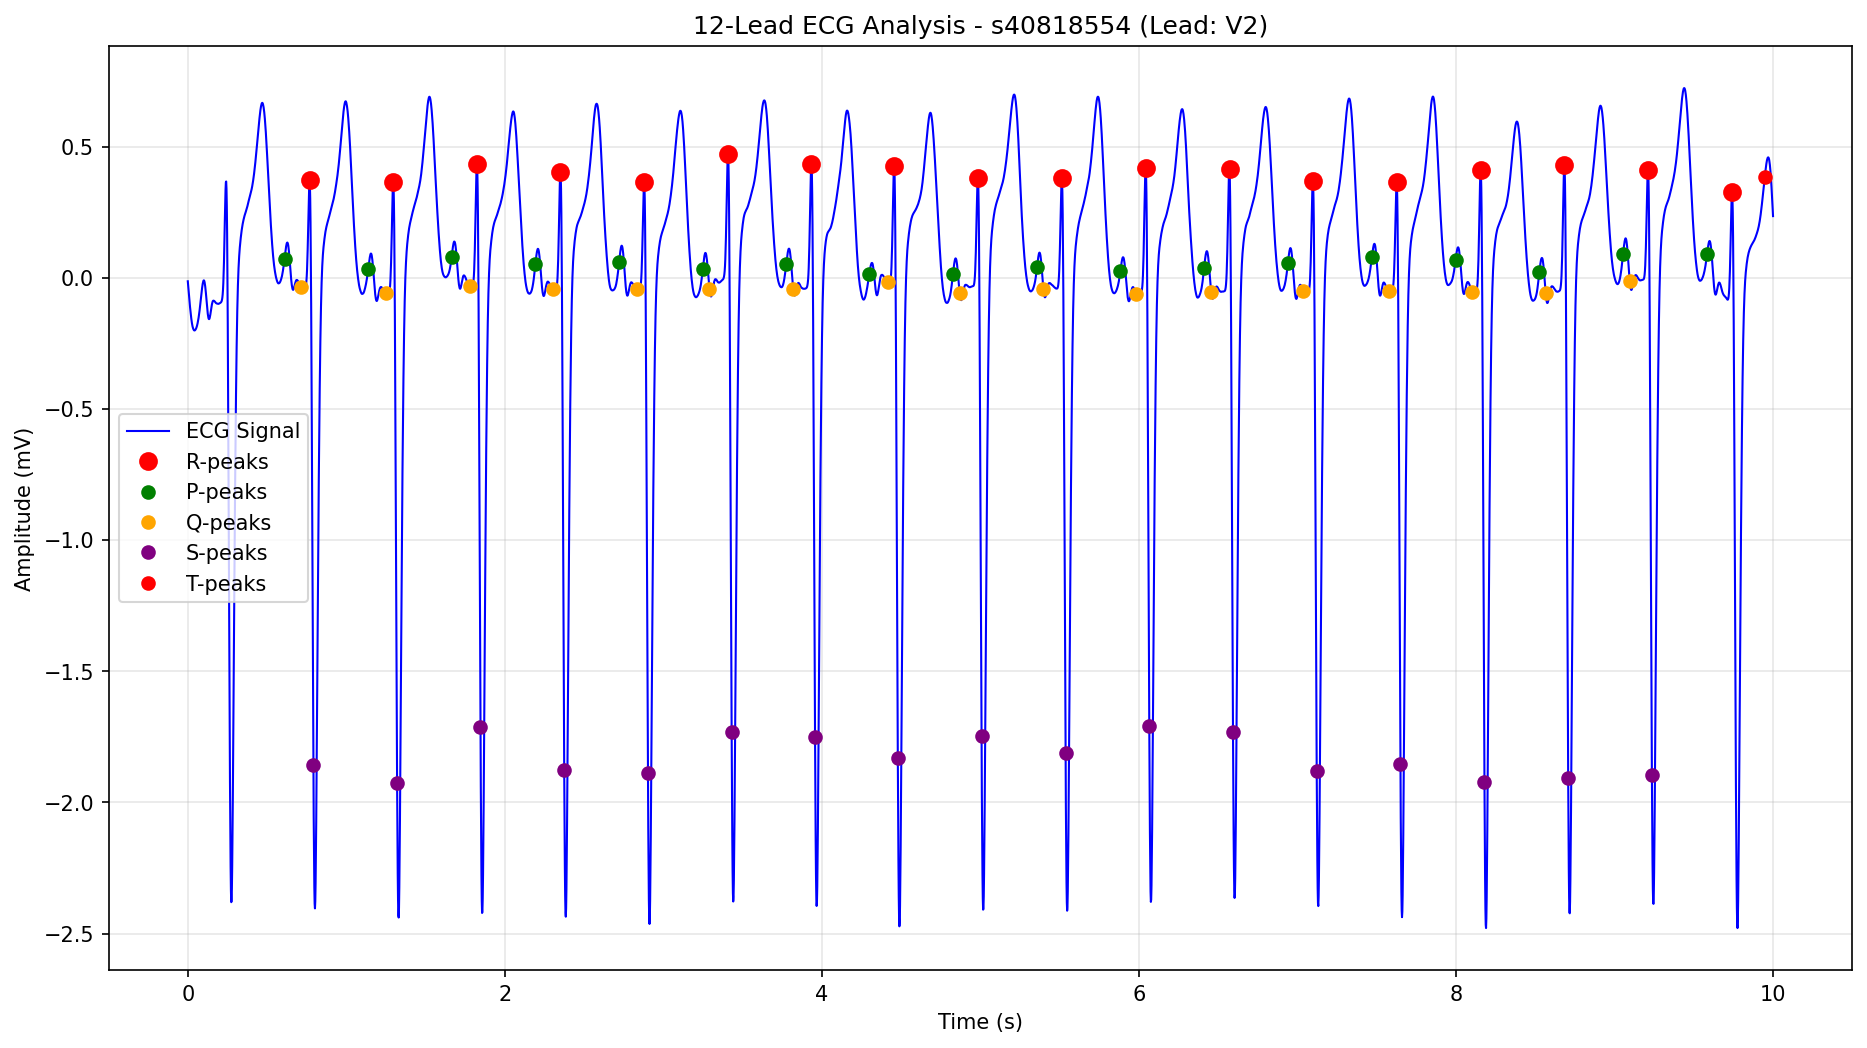 12-Lead ECG Analysis - s40818554 (Lead: V2)
Amplitude (mV)
0.5
0.0
−0.5
−1.0
−1.5
−2.0
−2.5
ECG Signal
R-peaks
P-peaks
Q-peaks
S-peaks
T-peaks
0 2 4 6 8 10
Time (s)